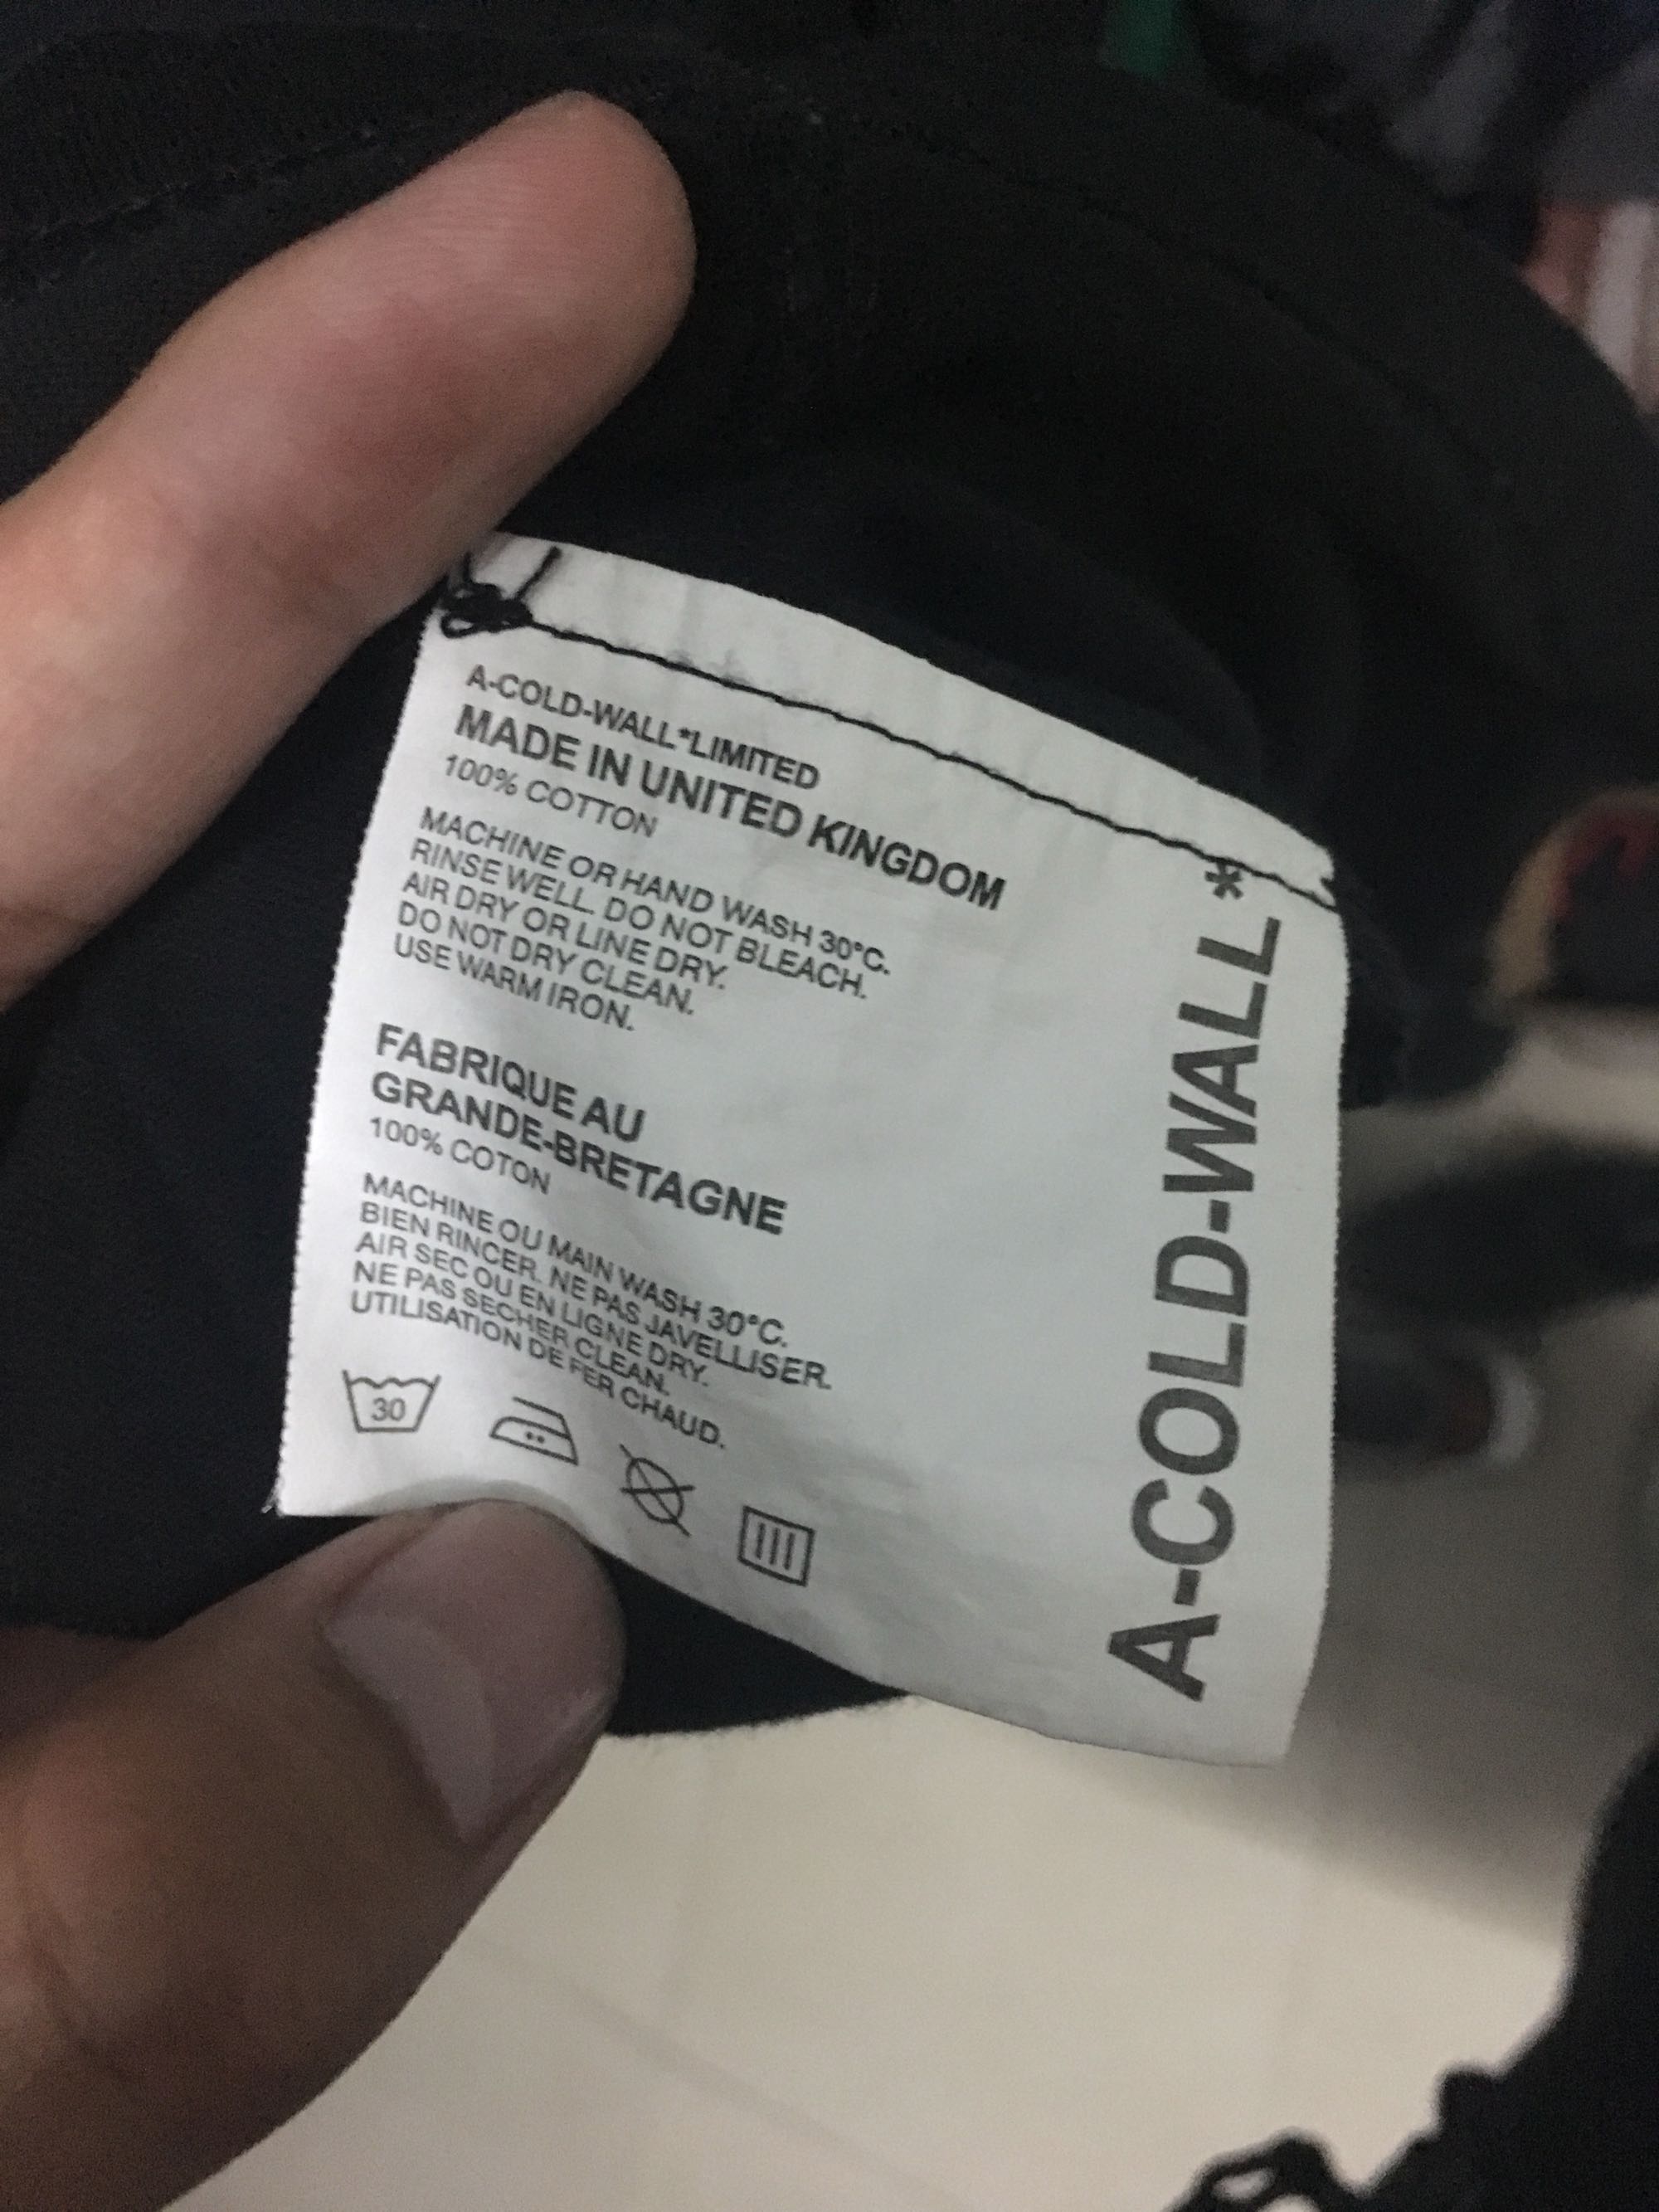 A-COLD-WALL*LIMITED
MADE IN UNITED KINGDOM
100% COTTON
MACHINE OR HAND WASH 30°C.
RINSE WELL. DO NOT BLEACH.
AIR DRY OR LINE DRY.
DO NOT DRY CLEAN.
USE WARM IRON.
FABRIQUE AU
GRANDE-BRETAGNE
100% COTON
MACHINE OU MAIN WASH 30°C.
BIEN RINCER. NE PAS JAVELLISER.
AIR SEC OU EN LIGNE DRY.
NE PAS SECHER CLEAN.
UTILISATION DE FER CHAUD.
30
A-COLD-WALL*